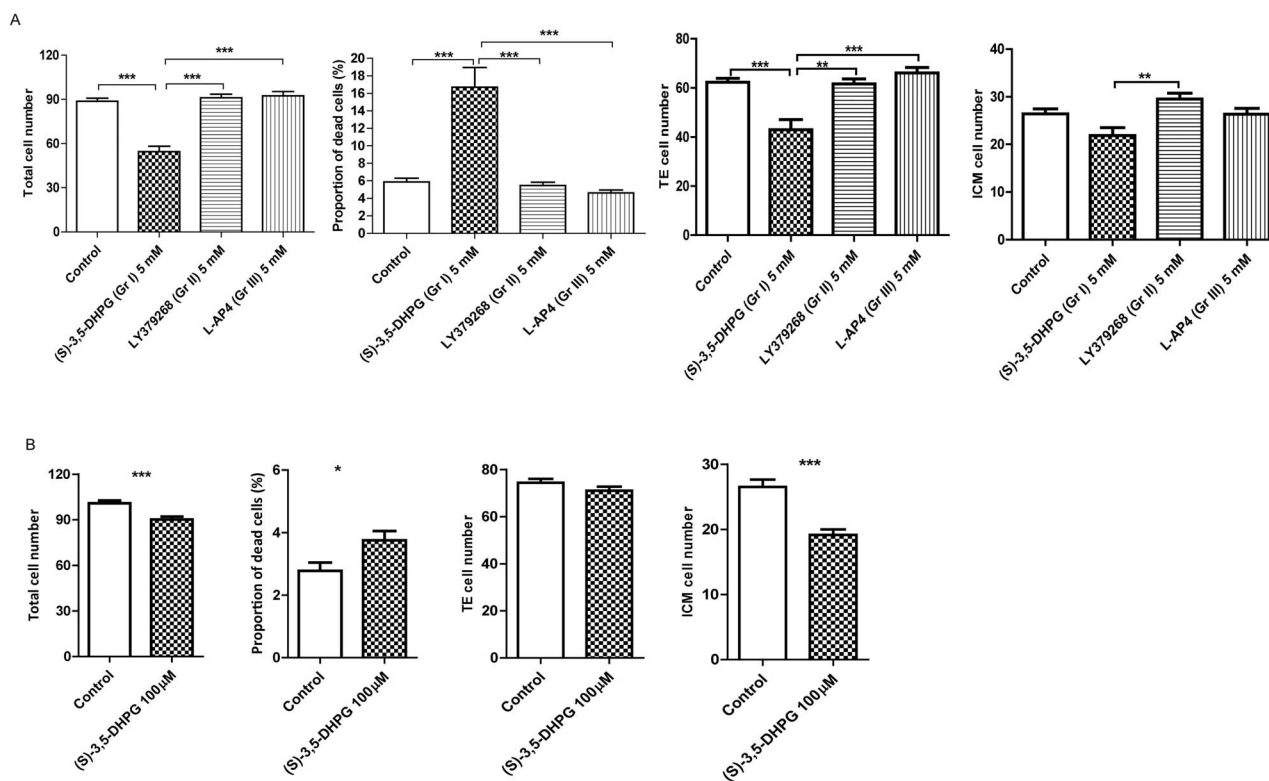 A
Total cell number
120
90
60
30
0
***
***
***
Control
(S)-3,5-DHPG (Gr I) 5 mM
LY379268 (Gr II) 5 mM
L-AP4 (Gr III) 5 mM
Proportion of dead cells (%)
20
18
16
14
12
10
8
6
4
2
0
***
***
***
Control
(S)-3,5-DHPG (Gr I) 5 mM
LY379268 (Gr II) 5 mM
L-AP4 (Gr III) 5 mM
TE cell number
80
60
40
20
0
***
***
**
Control
(S)-3,5-DHPG (Gr I) 5 mM
LY379268 (Gr II) 5 mM
L-AP4 (Gr III) 5 mM
ICM cell number
40
30
20
10
0
**
Control
(S)-3,5-DHPG (Gr I) 5 mM
LY379268 (Gr II) 5 mM
L-AP4 (Gr III) 5 mM
B
Total cell number
120
90
60
30
0
***
Control
(S)-3,5-DHPG 100µM
Proportion of dead cells (%)
6
4
2
0
*
Control
(S)-3,5-DHPG 100µM
TE cell number
80
60
40
20
0
Control
(S)-3,5-DHPG 100µM
ICM cell number
30
20
10
0
***
Control
(S)-3,5-DHPG 100µM